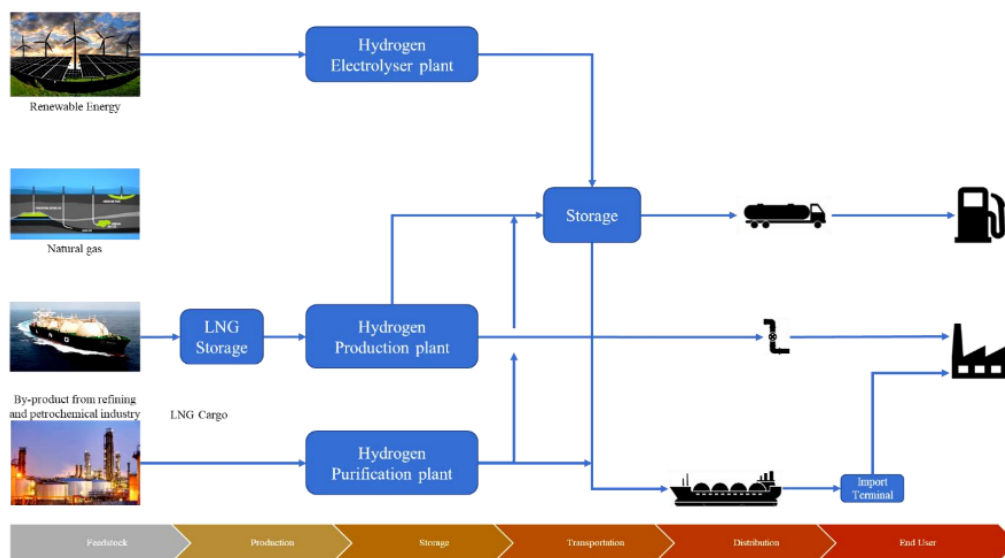 Hydrogen
Electrolyser plant
Renewable Energy
Storage
Natural gas
LNG
Storage
Hydrogen
Production plant
By-product from refining
and petrochemical industry
LNG Cargo
Hydrogen
Purification plant
Import
Terminal
Feedstock
Production
Storage
Transportation
Distribution
End User